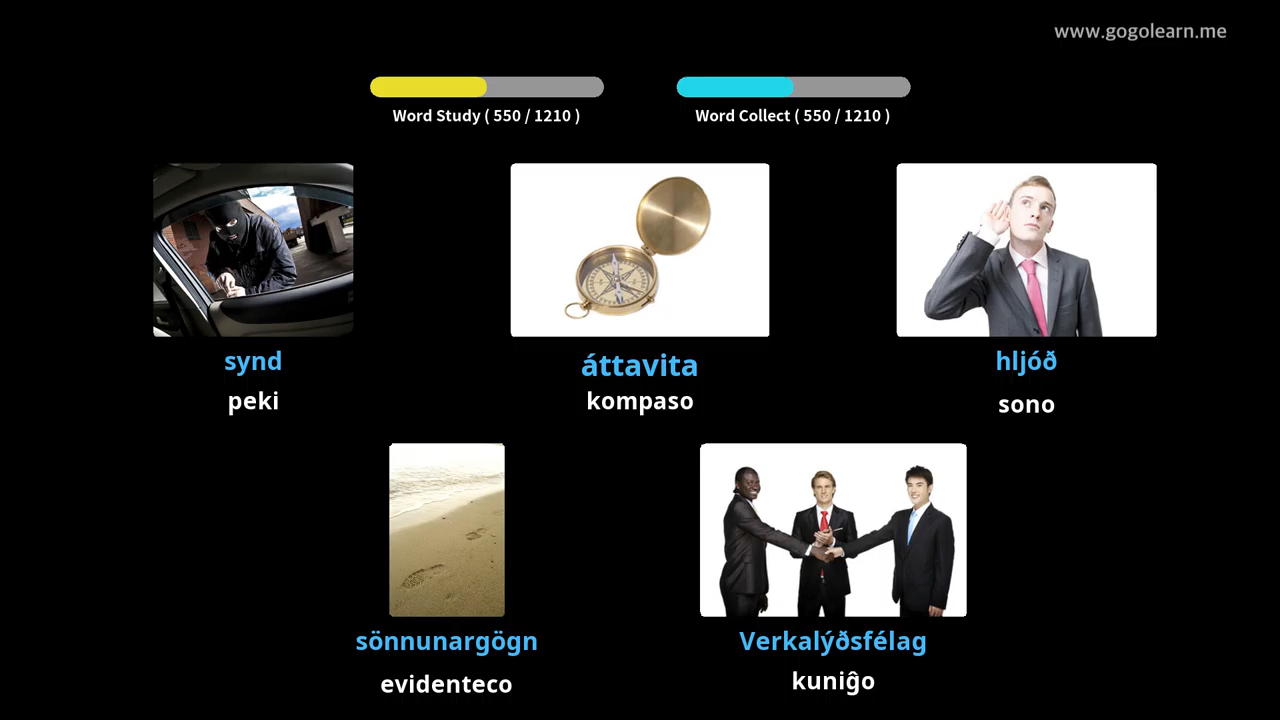 www.gogolearn.me
Word Study ( 550 / 1210 )
Word Collect ( 550 / 1210 )
synd
peki
áttavita
kompaso
hljóð
sono
sönnunargögn
evidenteco
Verkalýðsfélag
kuniĝo